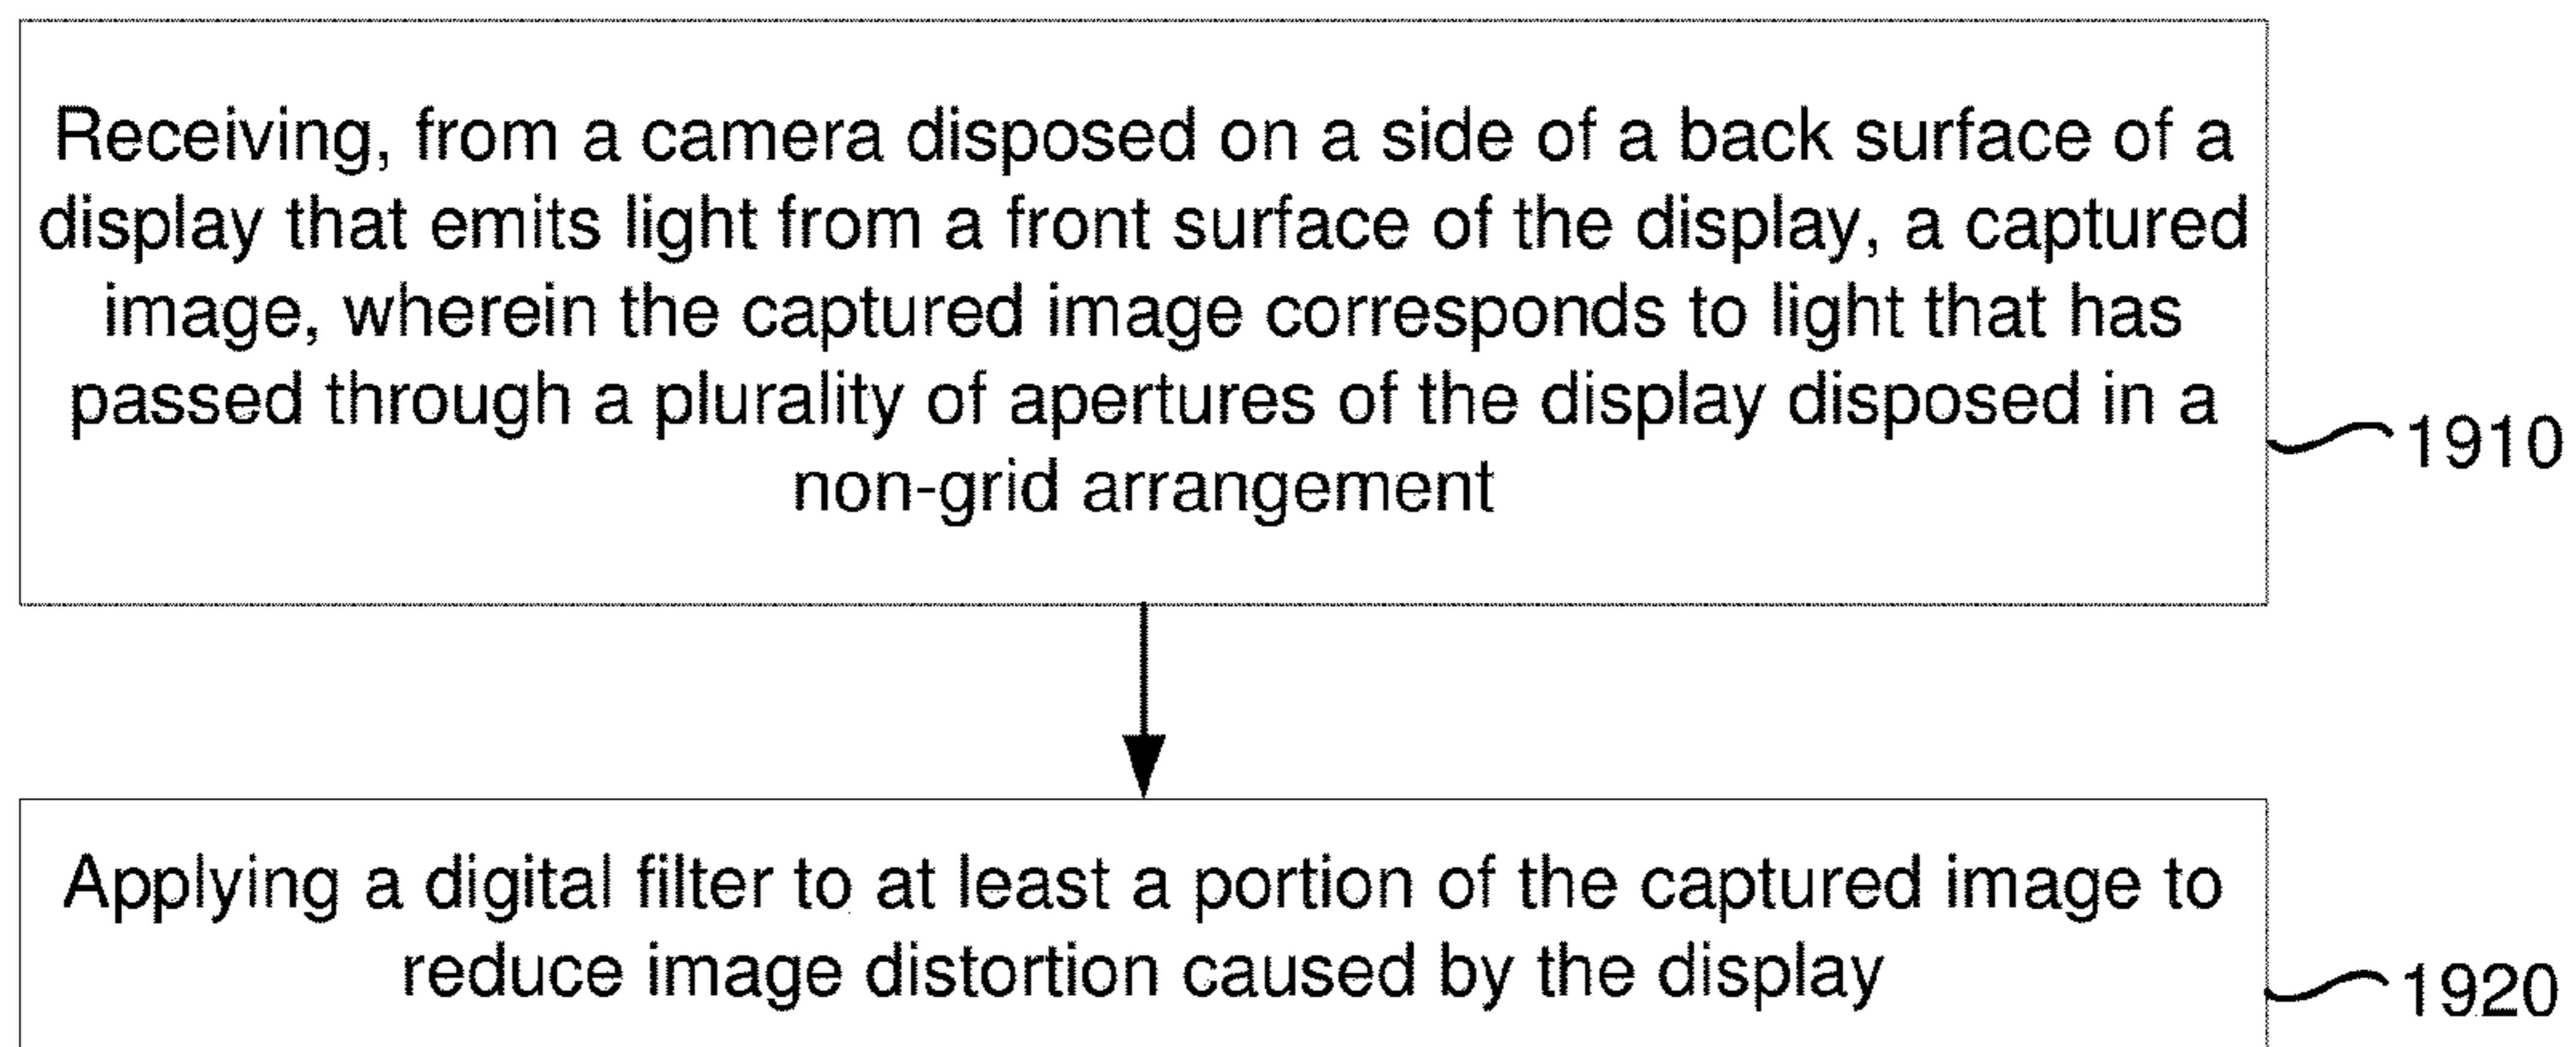 Receiving, from a camera disposed on a side of a back surface of a
display that emits light from a front surface of the display, a captured
image, wherein the captured image corresponds to light that has
passed through a plurality of apertures of the display disposed in a
non-grid arrangement
1910
Applying a digital filter to at least a portion of the captured image to
reduce image distortion caused by the display
1920